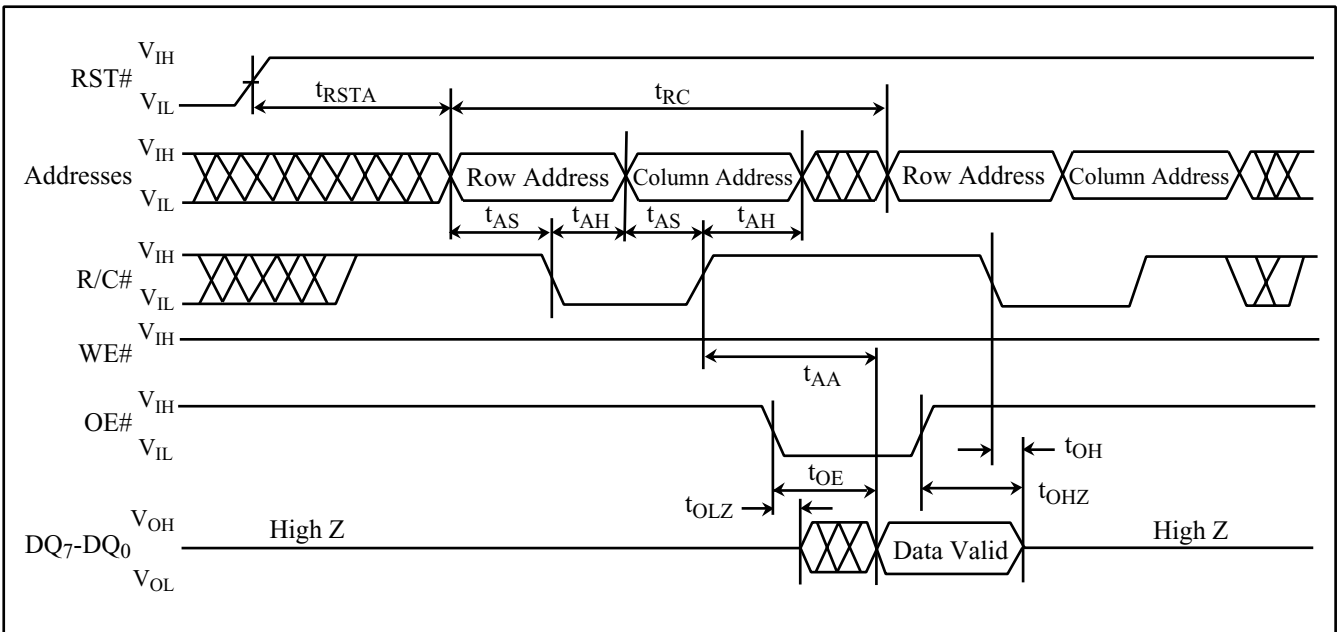 V_IH
RST#
V_IL
t_RSTA
t_RC
V_IH
Addresses
V_IL
Row Address
Column Address
Row Address
Column Address
t_AS
t_AH
t_AS
t_AH
V_IH
R/C#
V_IL
V_IH
WE#
t_AA
V_IH
OE#
V_IL
t_OH
t_OE
t_OHZ
t_OLZ
V_OH
DQ₇-DQ₀
V_OL
High Z
Data Valid
High Z